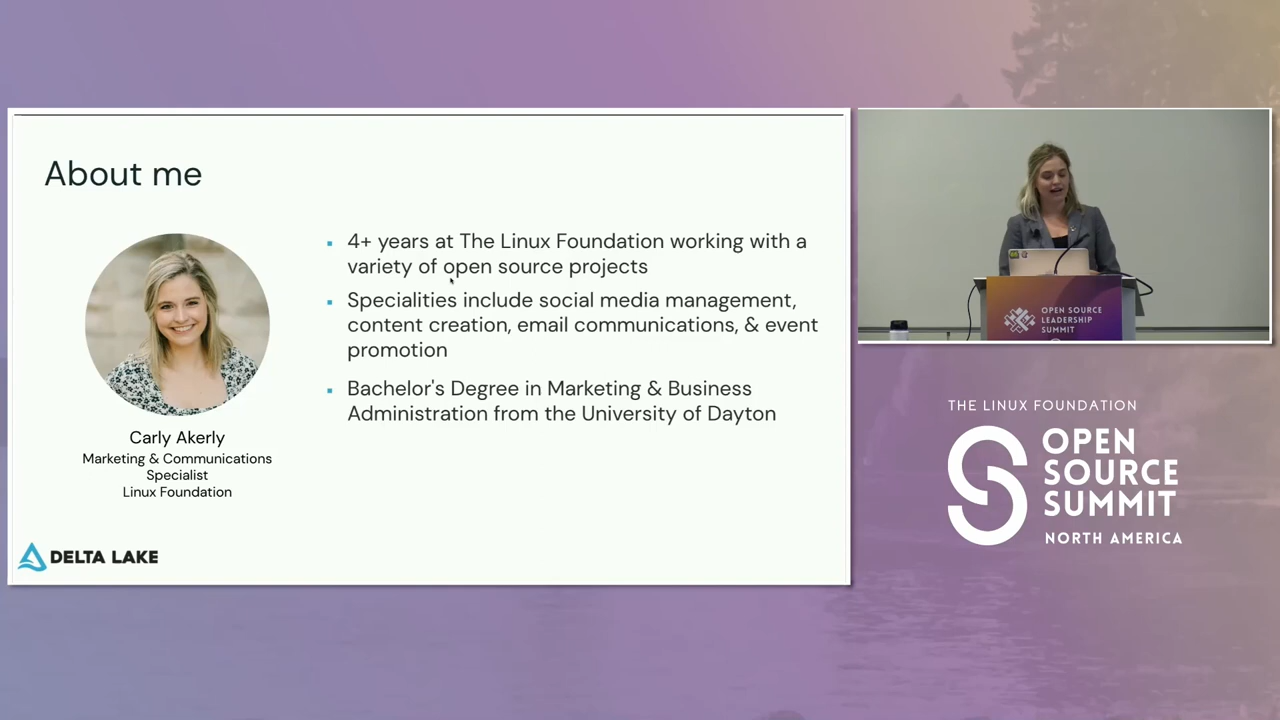 About me
4+ years at The Linux Foundation working with a
variety of open source projects
Specialities include social media management,
content creation, email communications, & event
promotion
Bachelor's Degree in Marketing & Business
Administration from the University of Dayton
Carly Akerly
Marketing & Communications
Specialist
Linux Foundation
DELTA LAKE
OPEN SOURCE
LEADERSHIP
SUMMIT
THE LINUX FOUNDATION
OPEN
SOURCE
SUMMIT
NORTH AMERICA